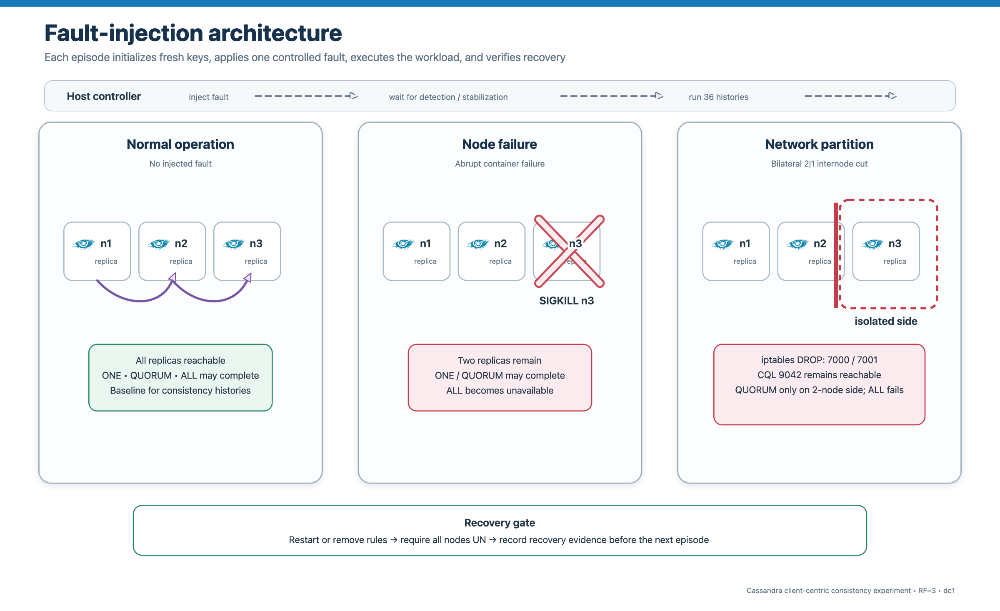 Fault-injection architecture
Each episode initializes fresh keys, applies one controlled fault, executes the workload, and verifies recovery
Host controller
inject fault
wait for detection / stabilization
run 36 histories
Normal operation
No injected fault
n1
replica
n2
replica
n3
replica
All replicas reachable
ONE • QUORUM • ALL may complete
Baseline for consistency histories
Node failure
Abrupt container failure
n1
replica
n2
replica
n3
replica
SIGKILL n3
Two replicas remain
ONE / QUORUM may complete
ALL becomes unavailable
Network partition
Bilateral 2|1 internode cut
n1
replica
n2
replica
n3
replica
isolated side
iptables DROP: 7000 / 7001
CQL 9042 remains reachable
QUORUM only on 2-node side; ALL fails
Recovery gate
Restart or remove rules → require all nodes UN → record recovery evidence before the next episode
Cassandra client-centric consistency experiment • RF=3 • dc1